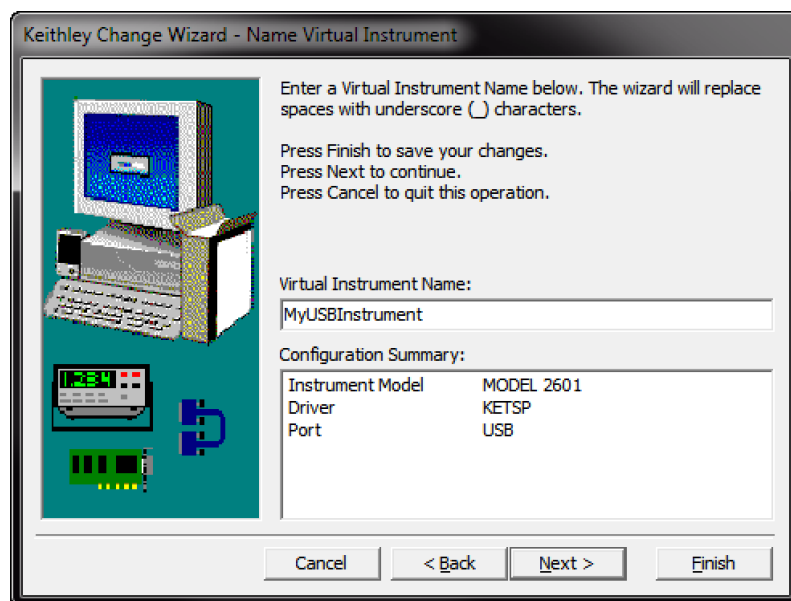 Keithley Change Wizard - Name Virtual Instrument
Enter a Virtual Instrument Name below. The wizard will replace
spaces with underscore (_) characters.
Press Finish to save your changes.
Press Next to continue.
Press Cancel to quit this operation.
Virtual Instrument Name:
MyUSBInstrument
Configuration Summary:
Instrument Model MODEL 2601
Driver KETSP
Port USB
1.234
Cancel < Back Next > Finish